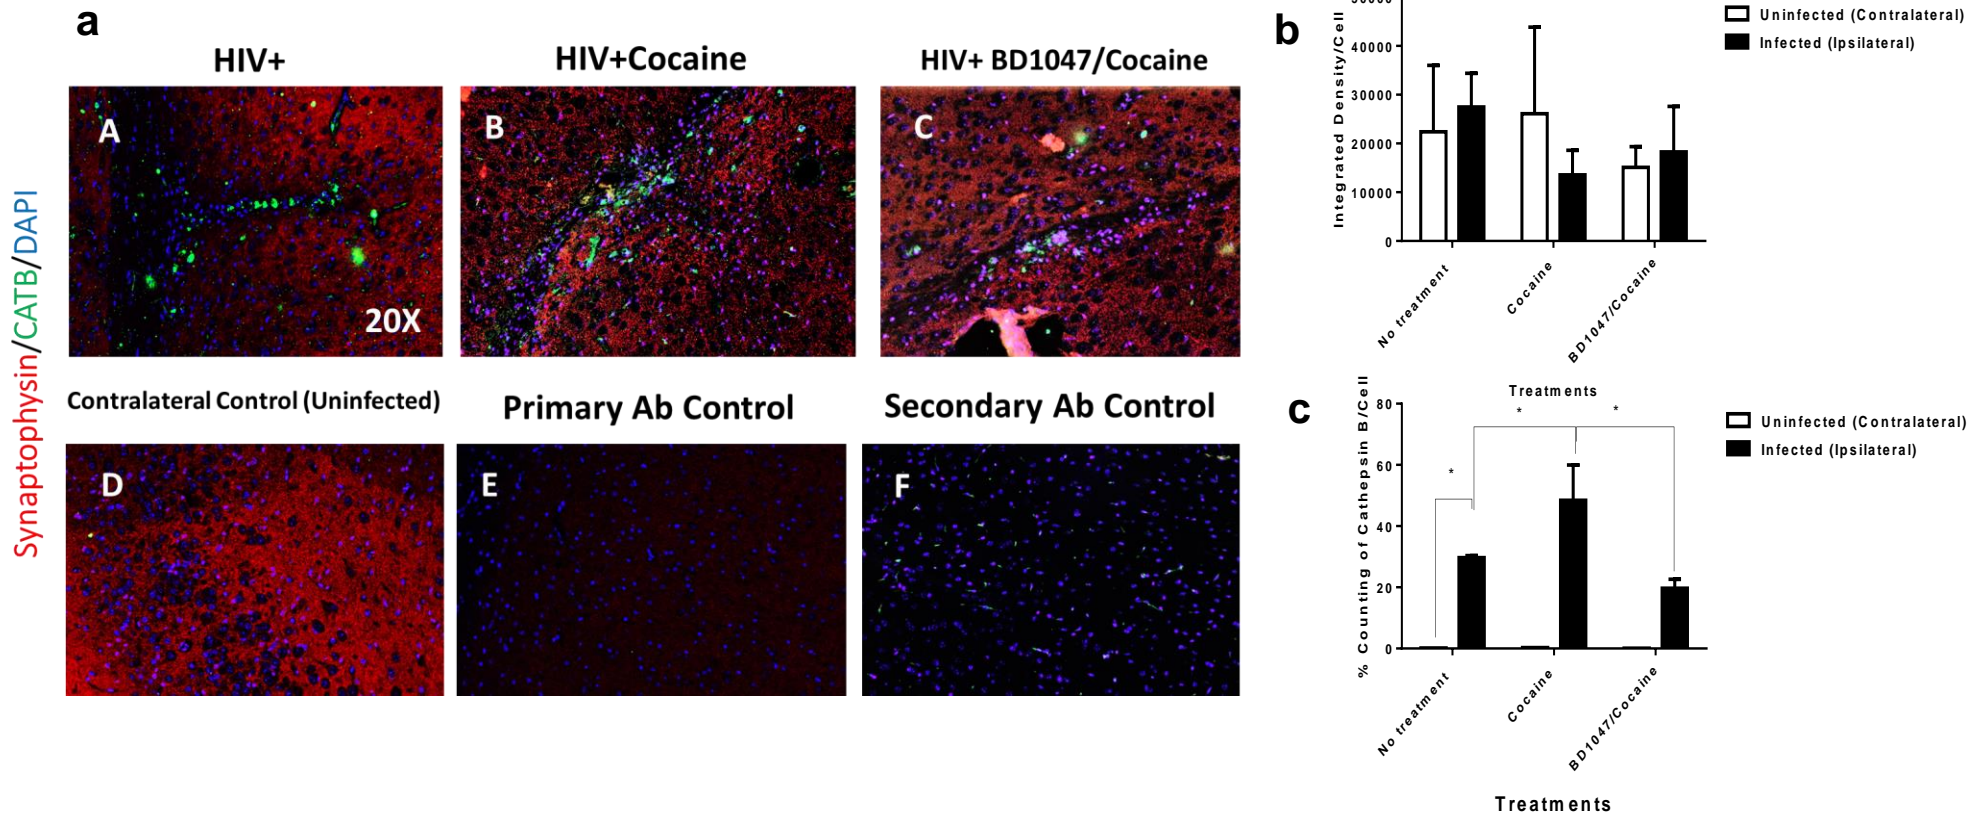 a
HIV+
HIV+Cocaine
HIV+ BD1047/Cocaine
Synaptophysin/CATB/DAPI
A
20X
B
C
Contralateral Control (Uninfected)
Primary Ab Control
Secondary Ab Control
D
E
F
b
Integrated Density/Cell
40000
30000
20000
10000
0
No treatment
Cocaine
BD1047/Cocaine
Treatments
Uninfected (Contralateral)
Infected (Ipsilateral)
c
% Counting of Cathepsin B/Cell
80
60
40
20
0
*
*
*
No treatment
Cocaine
BD1047/Cocaine
Treatments
Uninfected (Contralateral)
Infected (Ipsilateral)